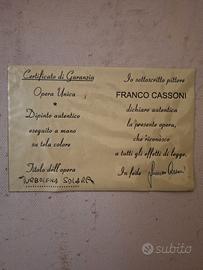 Certificato di Garanzia
Opera Unica
*
Dipinto autentico
eseguito a mano
su tela colore
Titolo dell'opera
"TURBOLENZA SOLARE"
Io sottoscritto pittore
FRANCO CASSONI
dichiaro autentica
la presente opera,
che riconosco
a tutti gli effetti di legge.
In fede
subito